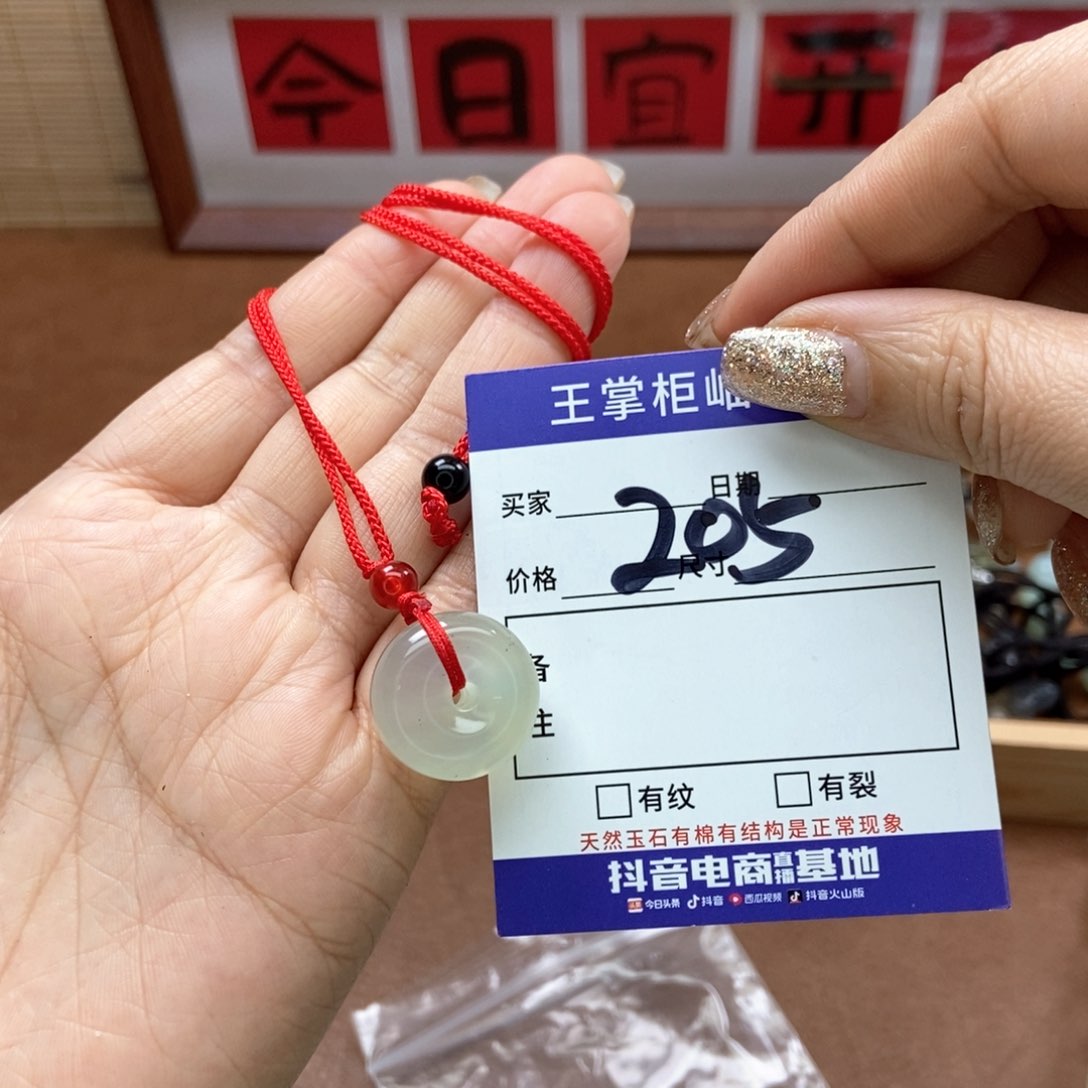 今日宜开
王掌柜岫
买家 日期
205
价格 尺寸
备
注
有纹 有裂
天然玉石有棉有结构是正常现象
抖音电商直播基地
头条 今日头条 抖音 西瓜视频 抖音火山版